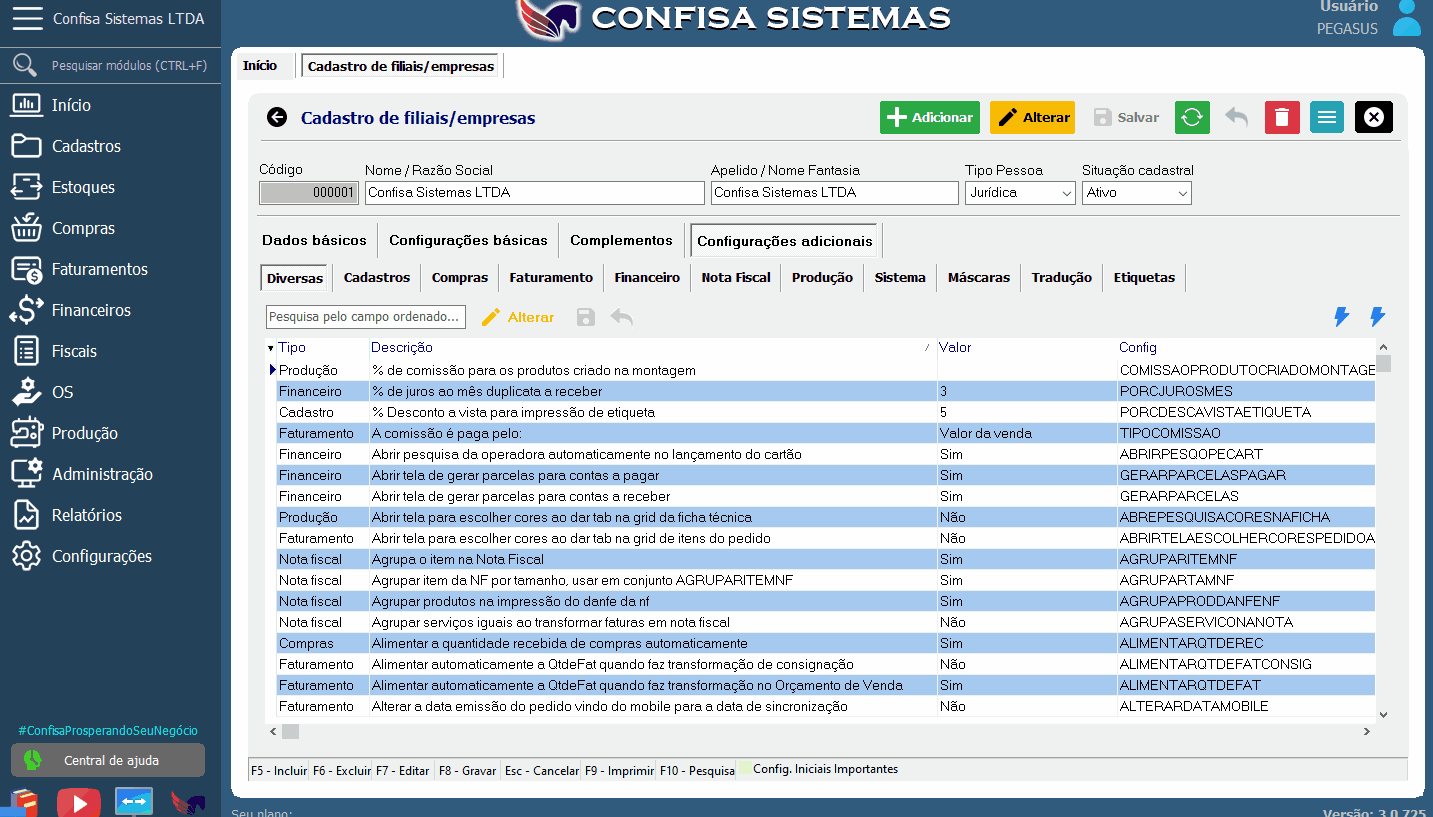 Confisa Sistemas LTDA
CONFISA SISTEMAS
Usuário
PEGASUS
Pesquisar módulos (CTRL+F)
Início
Cadastros
Estoques
Compras
Faturamentos
Financeiros
Fiscais
OS
Produção
Administração
Relatórios
Configurações
#ConfisaProsperandoSeuNegócio
Central de ajuda
Início Cadastro de filiais/empresas
Cadastro de filiais/empresas Adicionar Alterar Salvar
Código Nome / Razão Social Apelido / Nome Fantasia Tipo Pessoa Situação cadastral
000001 Confisa Sistemas LTDA Confisa Sistemas LTDA Jurídica Ativo
Dados básicos Configurações básicas Complementos Configurações adicionais
Diversas Cadastros Compras Faturamento Financeiro Nota Fiscal Produção Sistema Máscaras Tradução Etiquetas
Pesquisa pelo campo ordenado... Alterar
Tipo Descrição Valor Config
Produção % de comissão para os produtos criado na montagem COMISSAOPRODUTOCRIADOMONTAGE
Financeiro % de juros ao mês duplicata a receber 3 PORCJUROSMES
Cadastro % Desconto a vista para impressão de etiqueta 5 PORCDESCAVISTAETIQUETA
Faturamento A comissão é paga pelo: Valor da venda TIPOCOMISSAO
Financeiro Abrir pesquisa da operadora automaticamente no lançamento do cartão Sim ABRIRPESQOPECART
Financeiro Abrir tela de gerar parcelas para contas a pagar Sim GERARPARCELASPAGAR
Financeiro Abrir tela de gerar parcelas para contas a receber Sim GERARPARCELAS
Produção Abrir tela para escolher cores ao dar tab na grid da ficha técnica Não ABREPESQUISACORESNAFICHA
Faturamento Abrir tela para escolher cores ao dar tab na grid de itens do pedido Não ABRIRTELAESCOLHERCORESPEDIDOA
Nota fiscal Agrupa o item na Nota Fiscal Sim AGRUPARITEMNF
Nota fiscal Agrupar item da NF por tamanho, usar em conjunto AGRUPARITEMNF Sim AGRUPARTAMNF
Nota fiscal Agrupar produtos na impressão do danfe da nf Sim AGRUPAPRODDANFENF
Nota fiscal Agrupar serviços iguais ao transformar faturas em nota fiscal Não AGRUPASERVICONANOTA
Compras Alimentar a quantidade recebida de compras automaticamente Sim ALIMENTARQTDEREC
Faturamento Alimentar automaticamente a QtdeFat quando faz transformação de consignação Não ALIMENTARQTDEFATCONSIG
Faturamento Alimentar automaticamente a QtdeFat quando faz transformação no Orçamento de Venda Sim ALIMENTARQTDEFAT
Faturamento Alterar a data emissão do pedido vindo do mobile para a data de sincronização Não ALTERARDATAMOBILE
F5 - Incluir F6 - Excluir F7 - Editar F8 - Gravar Esc - Cancelar F9 - Imprimir F10 - Pesquisa Config. Iniciais Importantes
Seu plano: Versão: 3.0.725